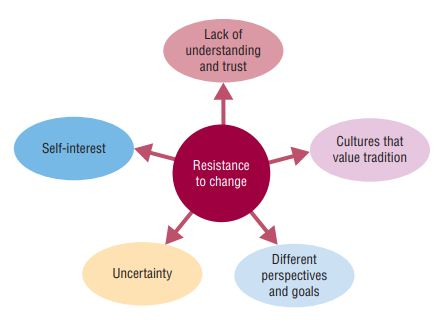 Lack of
understanding
and trust
Self-interest
Resistance
to change
Cultures that
value tradition
Uncertainty
Different
perspectives
and goals